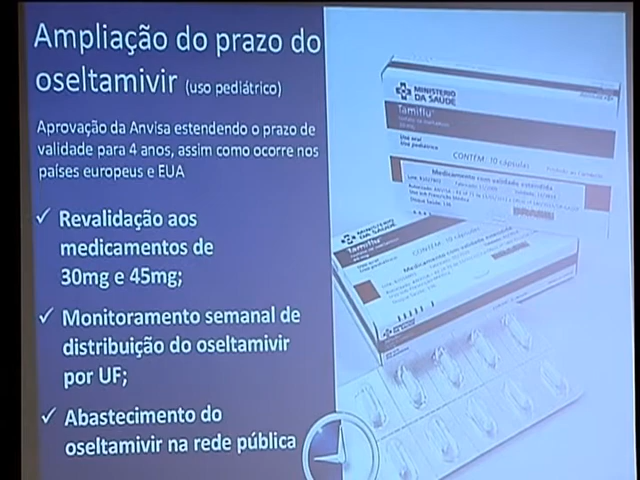 Ampliação do prazo do
oseltamivir (uso pediátrico)
Aprovação da Anvisa estendendo o prazo de
validade para 4 anos, assim como ocorre nos
países europeus e EUA
✓ Revalidação aos
medicamentos de
30mg e 45mg;
✓ Monitoramento semanal de
distribuição do oseltamivir
por UF;
✓ Abastecimento do
oseltamivir na rede pública
MINISTÉRIO
DA SAÚDE
Tamiflu
Uso oral
Uso pediátrico
CONTÉM: 10 cápsulas
Medicamento com validade estendida
MINISTÉRIO
DA SAÚDE
Tamiflu
CONTÉM: 10 cápsulas
Medicamento com validade estendida